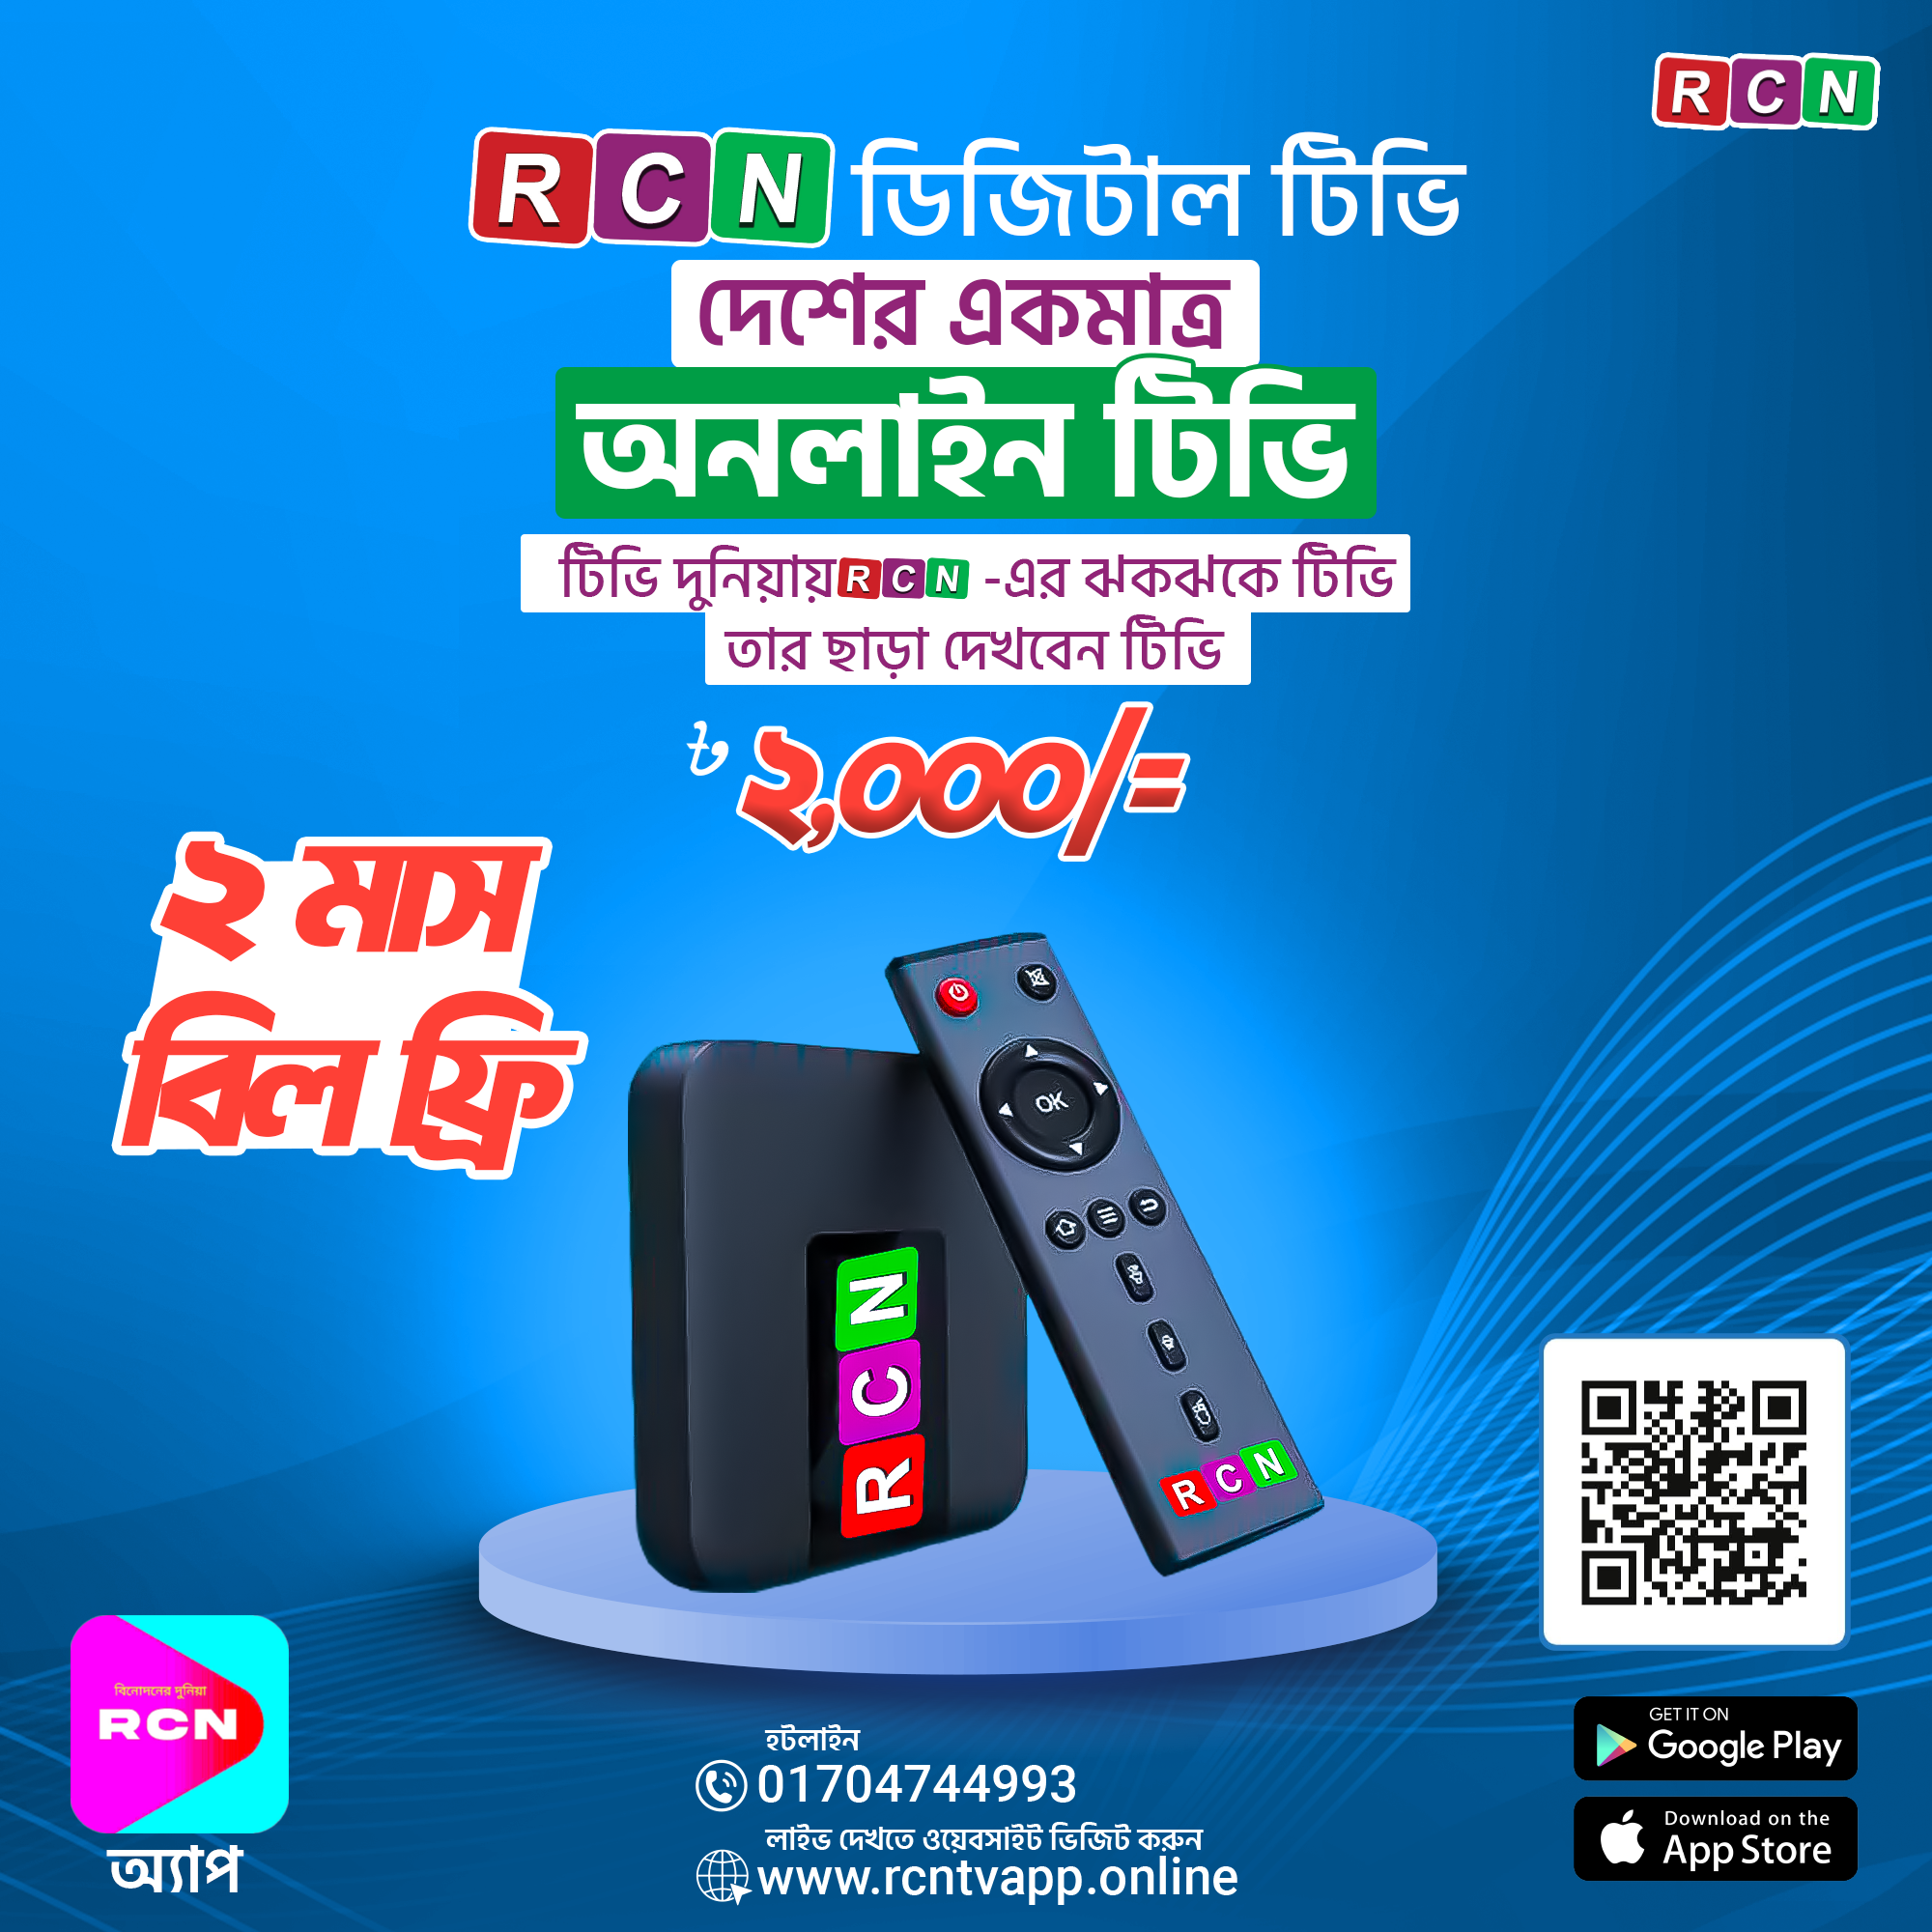 RCN
RCN ডিজিটাল টিভি
দেশের একমাত্র
অনলাইন টিভি
টিভি দুনিয়ায় RCN -এর ঝকঝকে টিভি
তার ছাড়া দেখবেন টিভি
৳ ২,০০০/=
২ মাস
বিল ফ্রি
OK
RCN
RCN
বিনোদনের দুনিয়া
RCN
অ্যাপ
হটলাইন
01704744993
লাইভ দেখতে ওয়েবসাইট ভিজিট করুন
www.rcntvapp.online
GET IT ON
Google Play
Download on the
App Store